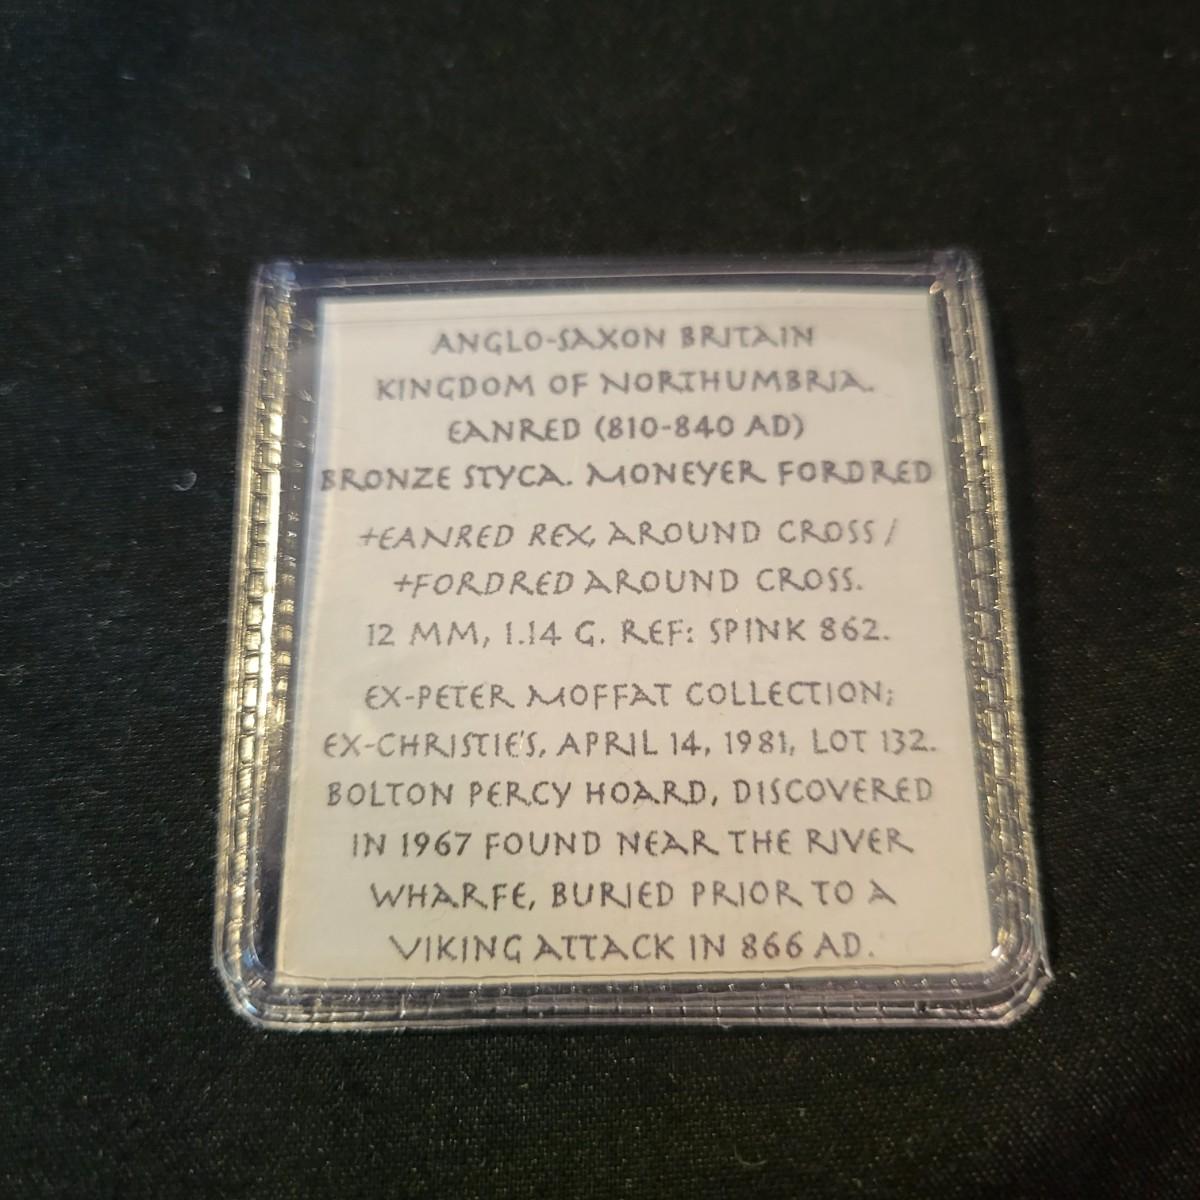 ANGLO-SAXON BRITAIN
KINGDOM OF NORTHUMBRIA.
EANRED (810-840 AD)
BRONZE STYCA. MONEYER FORDRED
+EANRED REX, AROUND CROSS /
+FORDRED AROUND CROSS.
12 MM, 1.14 G. REF: SPINK 862.
EX-PETER MOFFAT COLLECTION;
EX-CHRISTIE'S, APRIL 14, 1981, LOT 132.
BOLTON PERCY HOARD, DISCOVERED
IN 1967 FOUND NEAR THE RIVER
WHARFE, BURIED PRIOR TO A
VIKING ATTACK IN 866 AD.